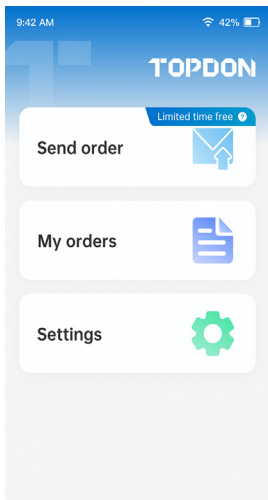 9:42 AM 42%
TOPDON
Limited time free ?
Send order
My orders
Settings